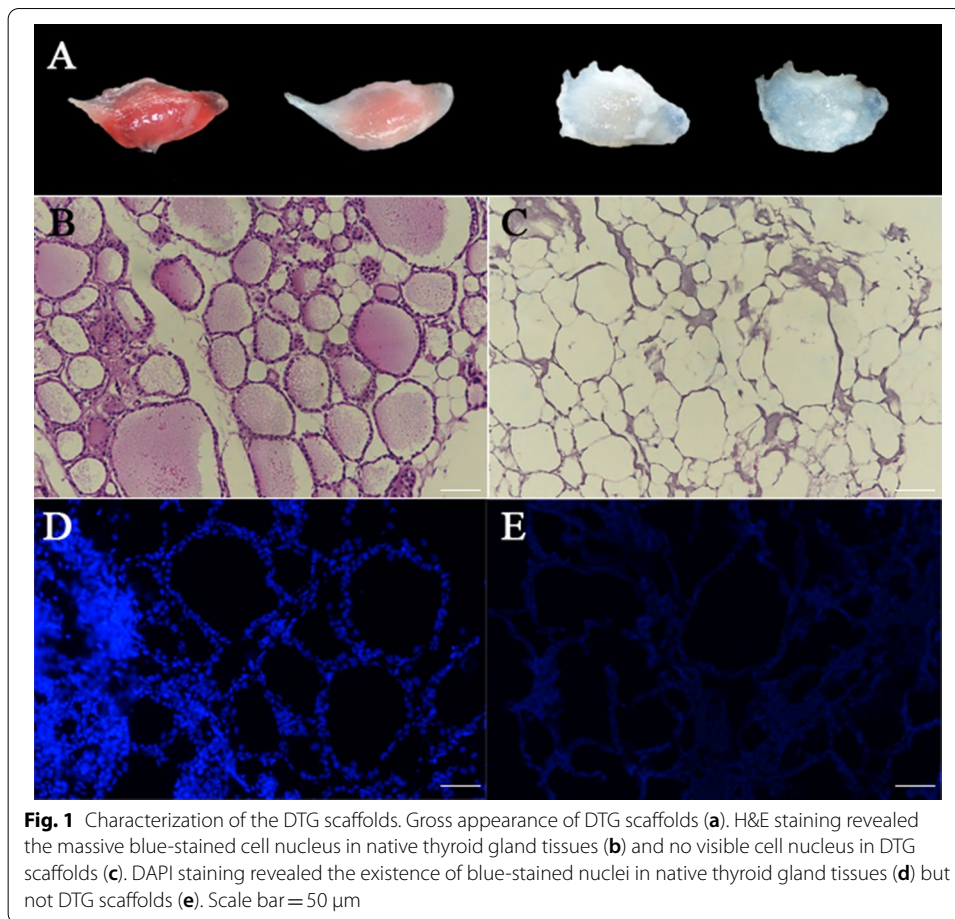 A
B
C
D
E
Fig. 1 Characterization of the DTG scaffolds. Gross appearance of DTG scaffolds (a). H&E staining revealed
the massive blue-stained cell nucleus in native thyroid gland tissues (b) and no visible cell nucleus in DTG
scaffolds (c). DAPI staining revealed the existence of blue-stained nuclei in native thyroid gland tissues (d) but
not DTG scaffolds (e). Scale bar = 50 μm